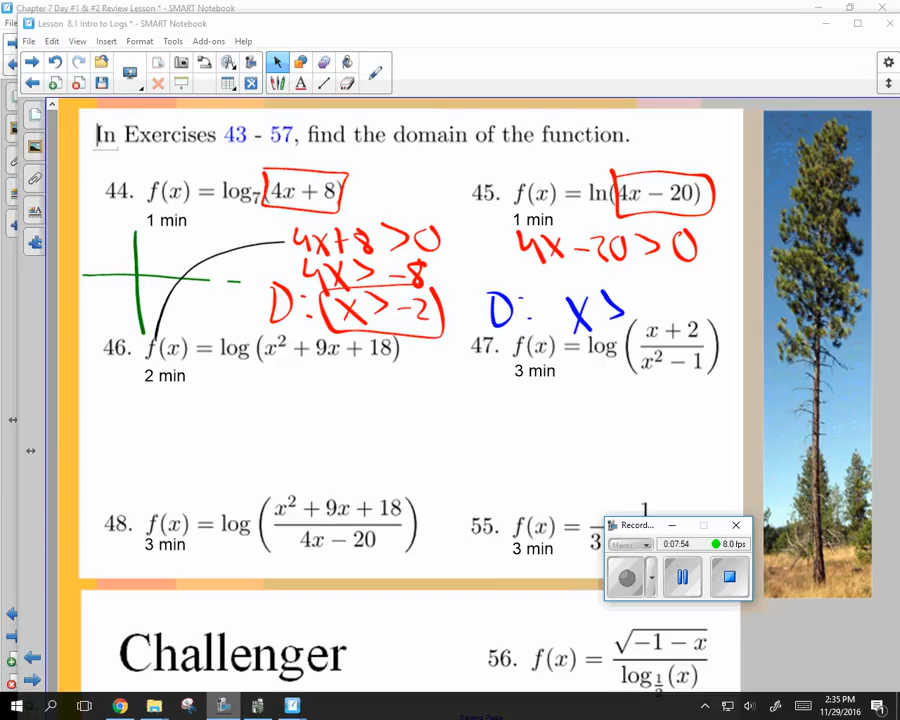 Chapter 7 Day #1 & #2 Review Lesson * - SMART Notebook
Lesson 8.1 Intro to Logs * - SMART Notebook
File Edit View Insert Format Tools Add-ons Help
In Exercises 43 - 57, find the domain of the function.
44. f(x) = log₇(4x + 8)
1 min
4x+8 > 0
4x > -8
D: x > -2
45. f(x) = ln(4x − 20)
1 min
4x-20 > 0
D: x >
46. f(x) = log (x² + 9x + 18)
2 min
47. f(x) = log ((x + 2)/(x² − 1))
3 min
48. f(x) = log ((x² + 9x + 18)/(4x − 20))
3 min
55. f(x) = 1
3
3 min
Record...
Menu
0:07:54
8.0 fps
Challenger
56. f(x) = √(−1 − x)/log_{1/2}(x)
2:35 PM
11/29/2016